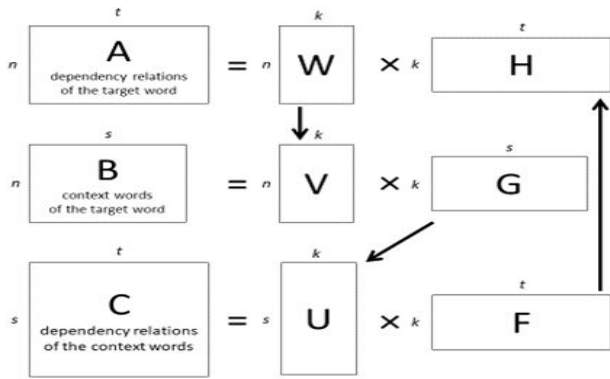 t k
t
n A dependency relations of the target word = n W × k H
s k
s
n B context words of the target word = n V × k G
t k
t
s C dependency relations of the context words = s U × k F